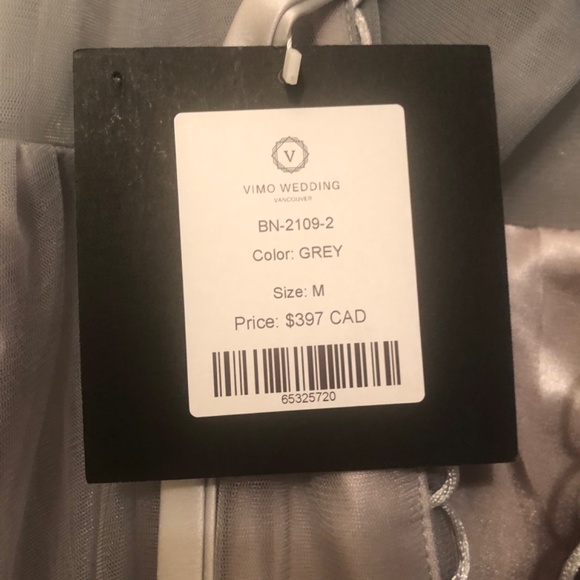 V
VIMO WEDDING
VANCOUVER
BN-2109-2
Color: GREY
Size: M
Price: $397 CAD
65325720